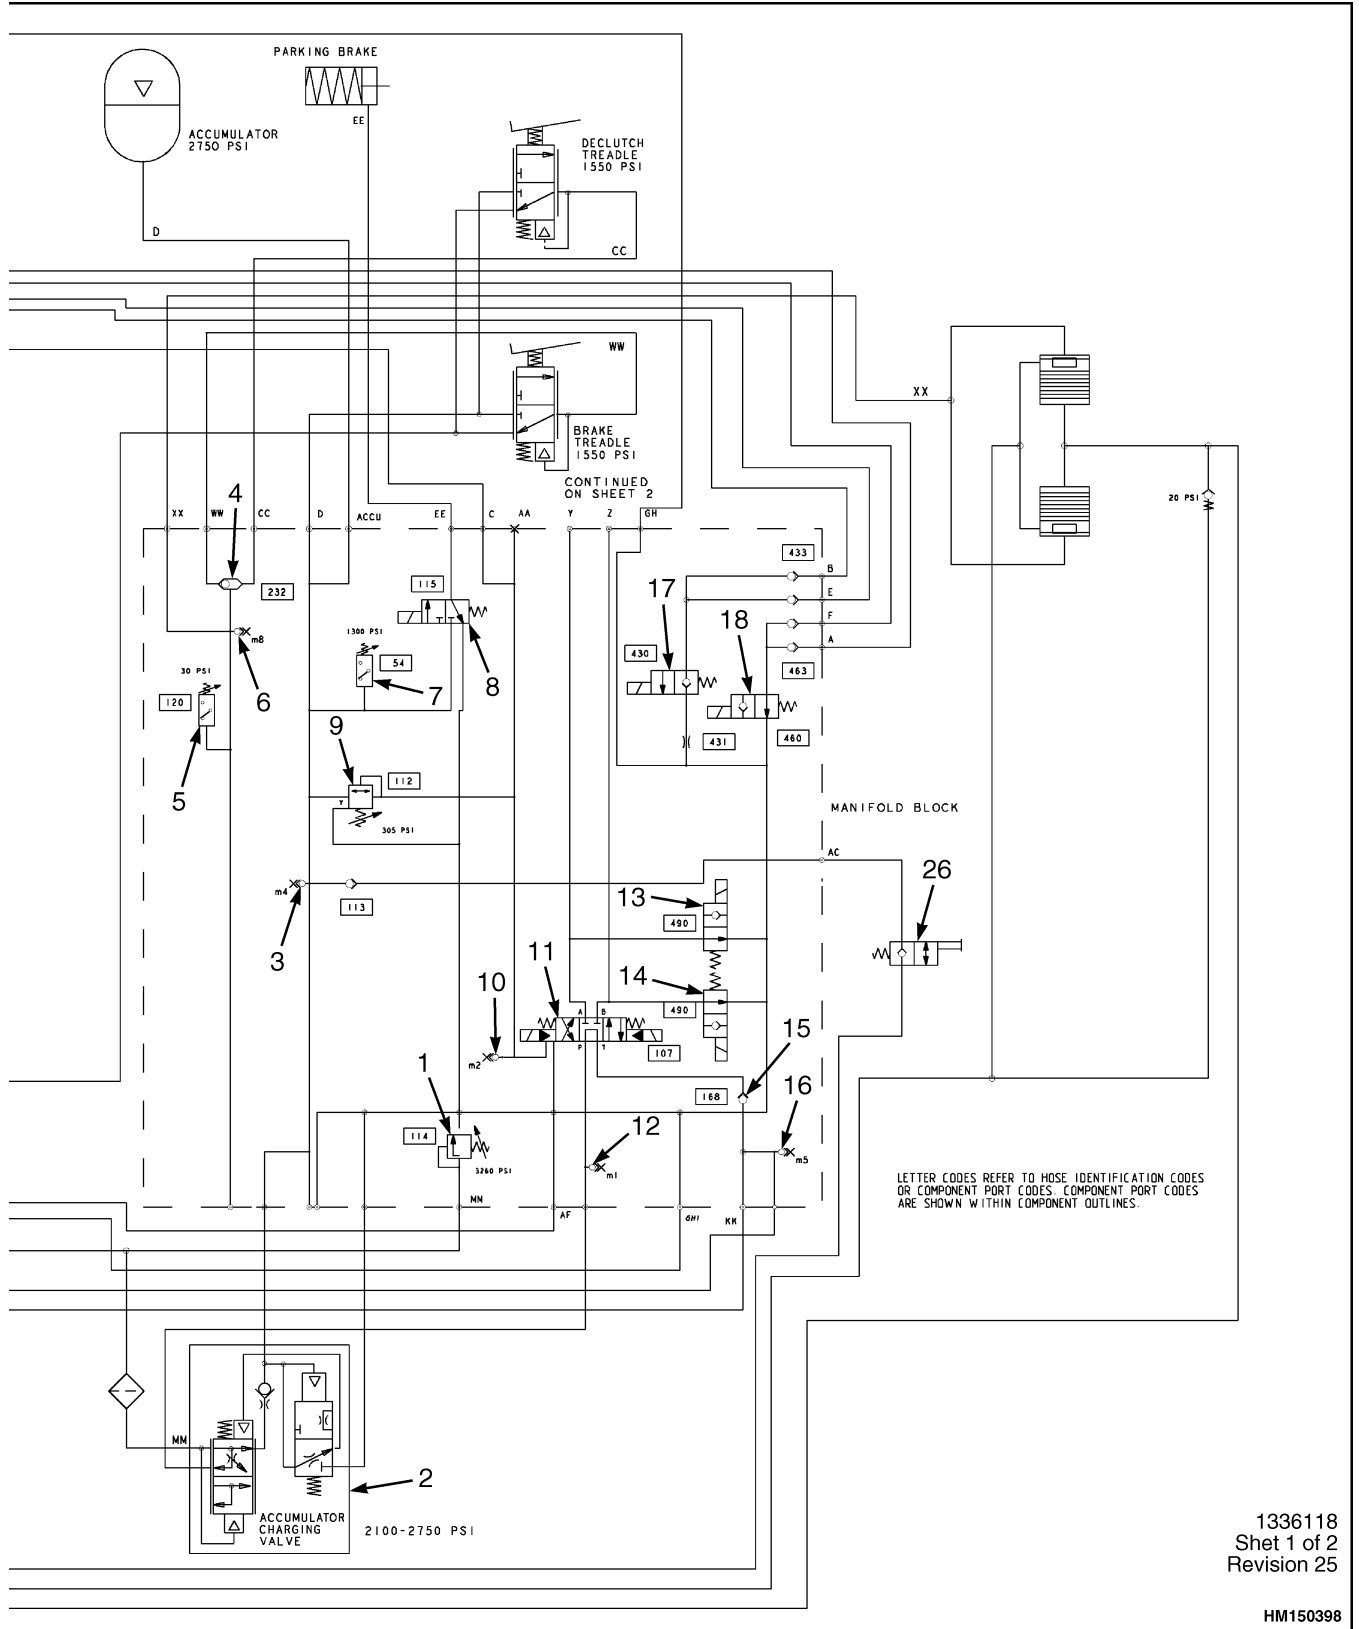 PARKING BRAKE
ACCUMULATOR
2750 PSI
EE
DECLUTCH
TREADLE
1550 PSI
D
CC
WW
XX
BRAKE
TREADLE
1550 PSI
CONTINUED
ON SHEET 2
20 PSI
4
XX
WW
CC
D
ACCU
EE
C
AA
Y
Z
GH
433
B
115
17
E
232
18
F
1300 PSI
m8
A
430
54
463
30 PSI
6
7
8
120
9
431
460
5
112
Y
MANIFOLD BLOCK
305 PSI
AC
26
m4
13
113
490
3
11
14
10
A
B
490
15
P
T
107
m2
1
16
168
12
114
m5
3260 PSI
m1
LETTER CODES REFER TO HOSE IDENTIFICATION CODES
OR COMPONENT PORT CODES. COMPONENT PORT CODES
ARE SHOWN WITHIN COMPONENT OUTLINES.
MN
AF
GH1
KK
MM
2
ACCUMULATOR
CHARGING
VALVE
2100-2750 PSI
1336118
Shet 1 of 2
Revision 25
HM150398